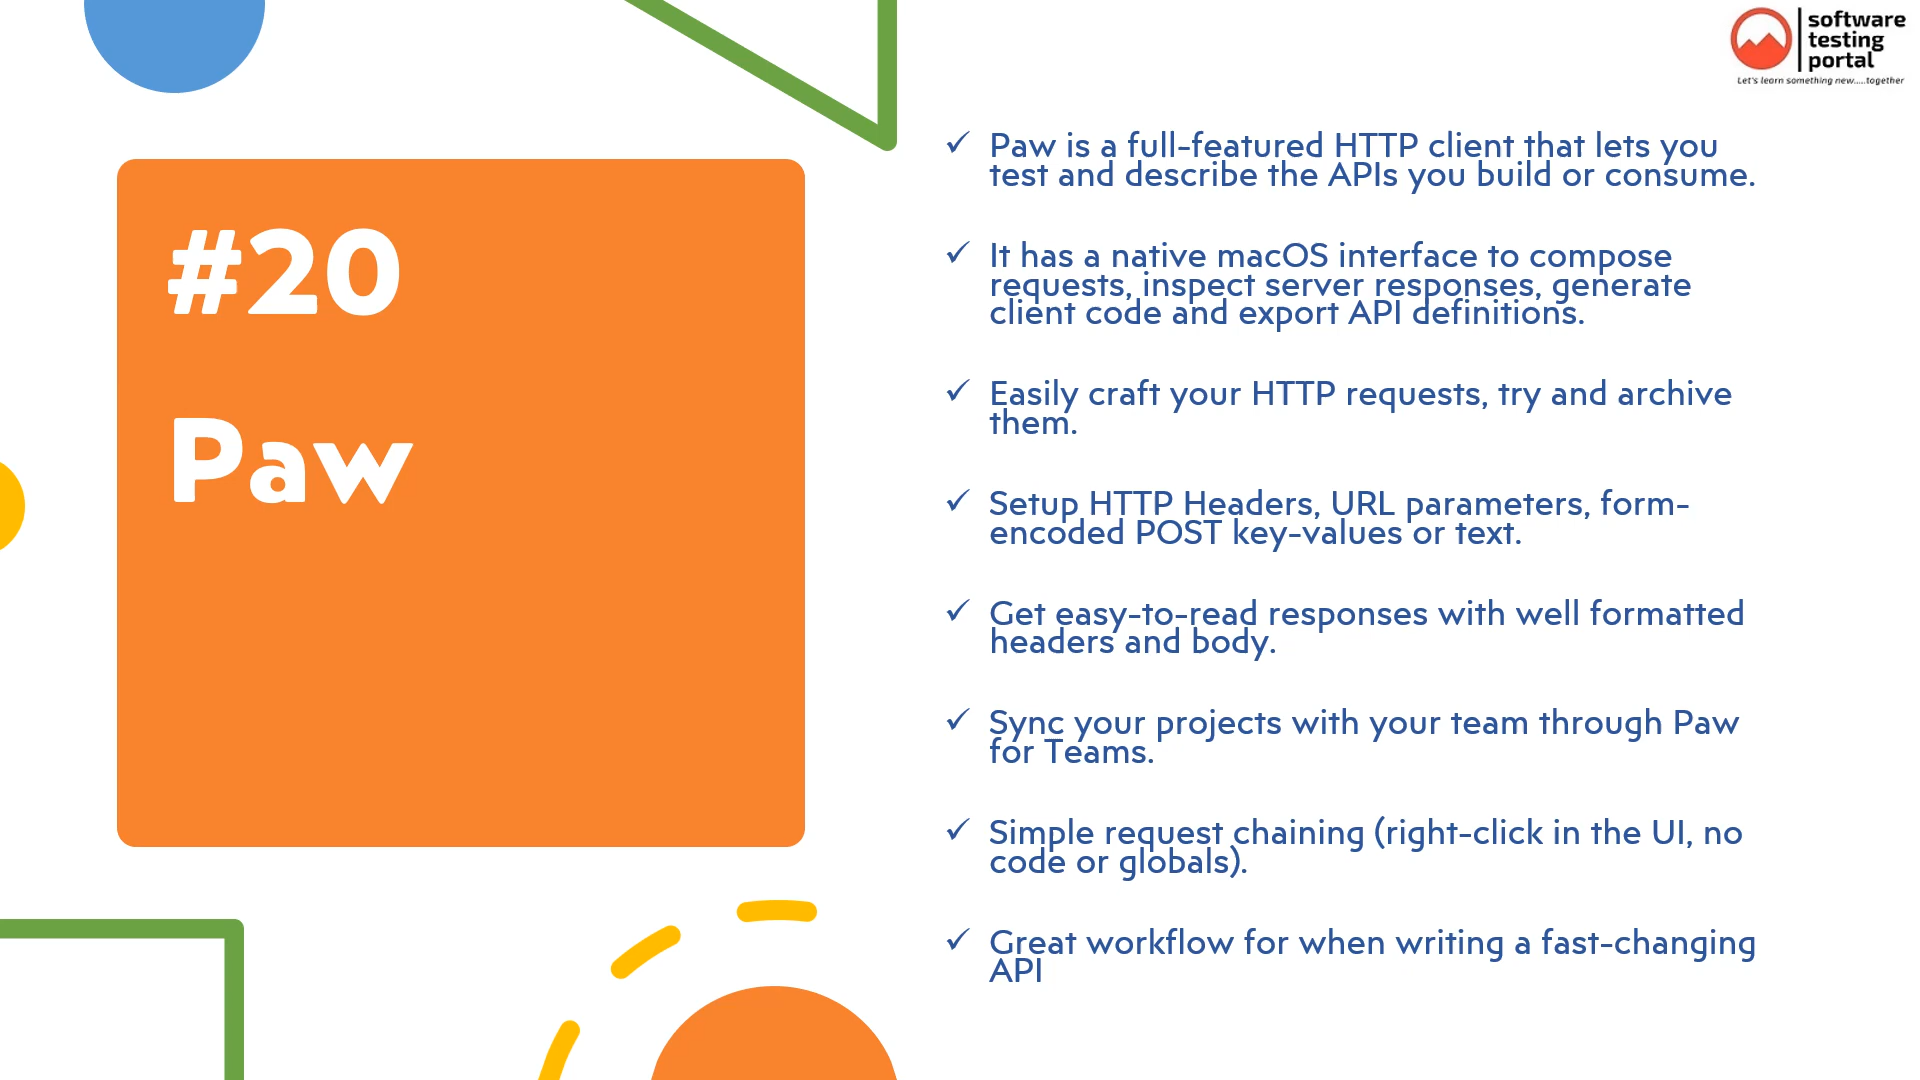 software
testing
portal
Let's learn something new.....together
#20
Paw
✓ Paw is a full-featured HTTP client that lets you
test and describe the APIs you build or consume.
✓ It has a native macOS interface to compose
requests, inspect server responses, generate
client code and export API definitions.
✓ Easily craft your HTTP requests, try and archive
them.
✓ Setup HTTP Headers, URL parameters, form-
encoded POST key-values or text.
✓ Get easy-to-read responses with well formatted
headers and body.
✓ Sync your projects with your team through Paw
for Teams.
✓ Simple request chaining (right-click in the UI, no
code or globals).
✓ Great workflow for when writing a fast-changing
API